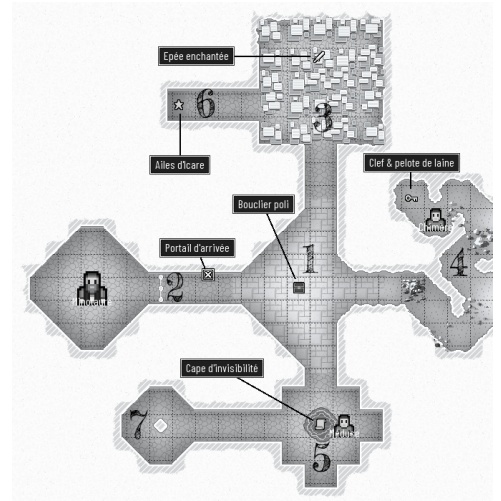 Epée enchantée
6
3
Ailes d'Icare
Clef & pelote de laine
Bouclier poli
Chimère
Portail d'arrivée
1
4
2
Cape d'invisibilité
7
5